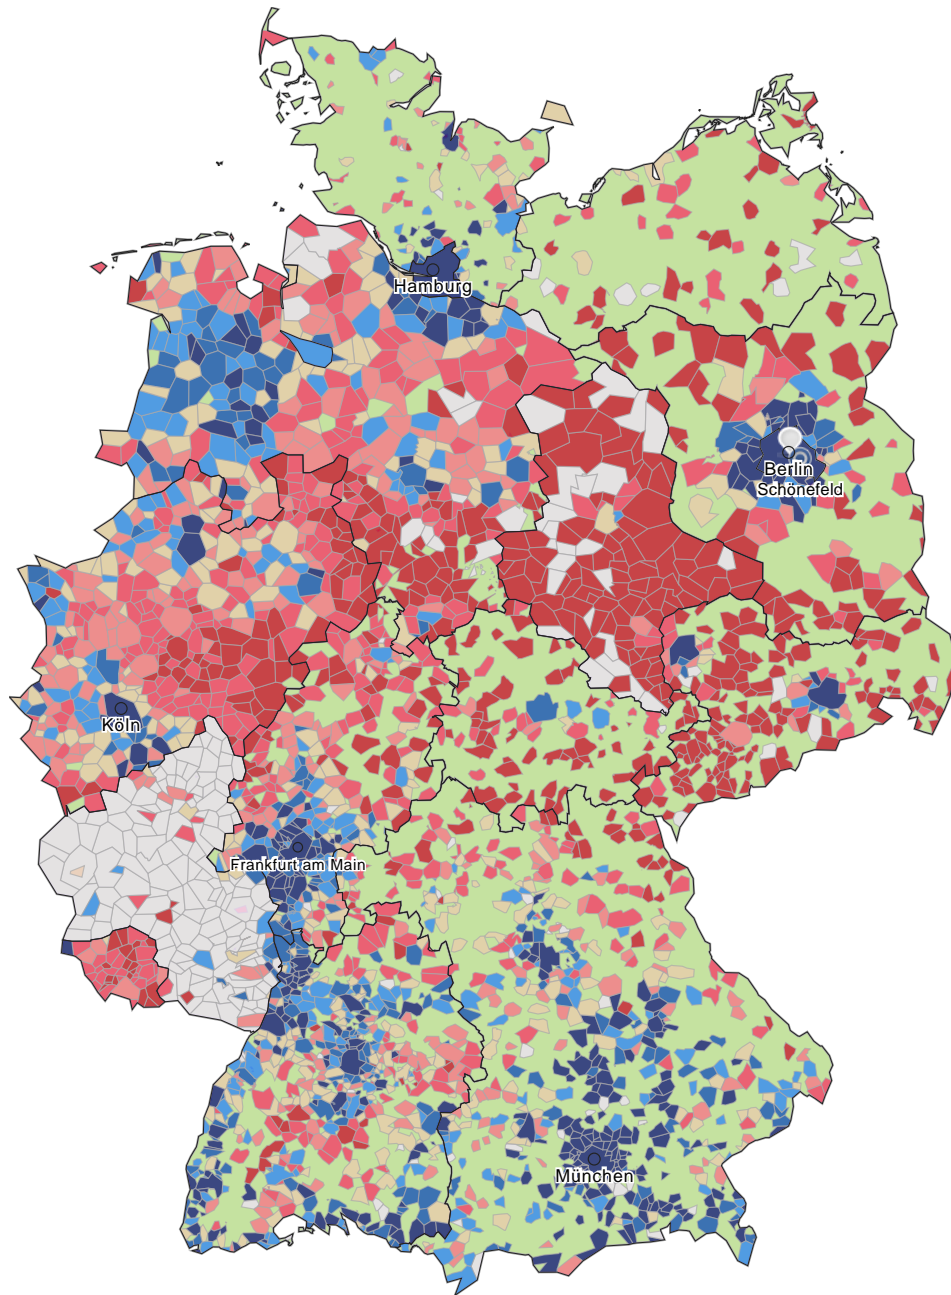 Hamburg
Berlin
Schönefeld
Köln
Frankfurt am Main
München